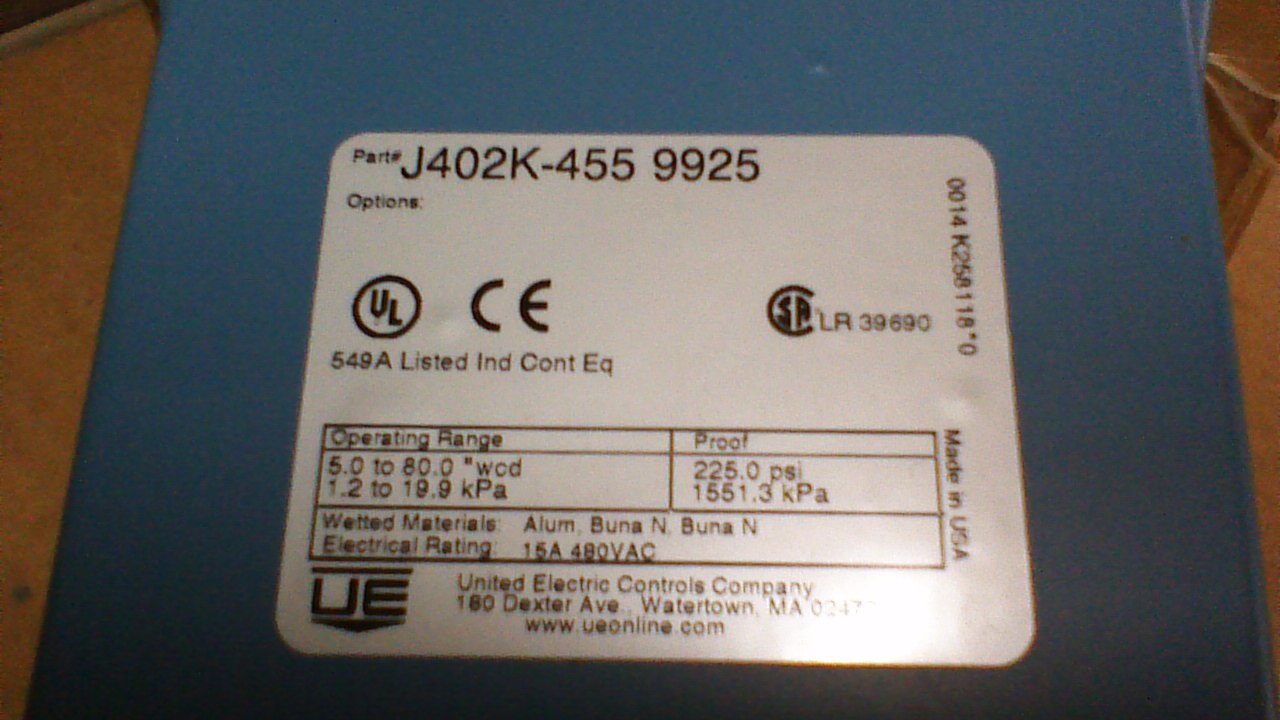 Part# J402K-455 9925
Options:
UL CE
SA LR 39690
549A Listed Ind Cont Eq
0014 K258118*0
Operating Range Proof
5.0 to 80.0 "wcd 225.0 psi
1.2 to 19.9 kPa 1551.3 kPa
Wetted Materials: Alum, Buna N, Buna N
Electrical Rating: 15A 480VAC
Made in USA
UE
United Electric Controls Company
180 Dexter Ave., Watertown, MA
www.ueonline.com